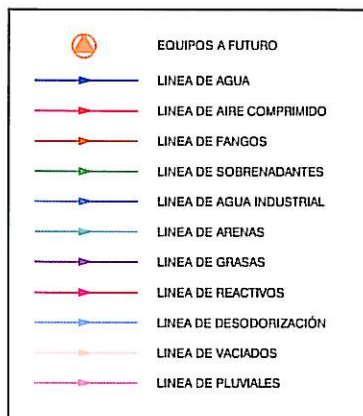 EQUIPOS A FUTURO
LINEA DE AGUA
LINEA DE AIRE COMPRIMIDO
LINEA DE FANGOS
LINEA DE SOBRENADANTES
LINEA DE AGUA INDUSTRIAL
LINEA DE ARENAS
LINEA DE GRASAS
LINEA DE REACTIVOS
LINEA DE DESODORIZACIÓN
LINEA DE VACIADOS
LINEA DE PLUVIALES